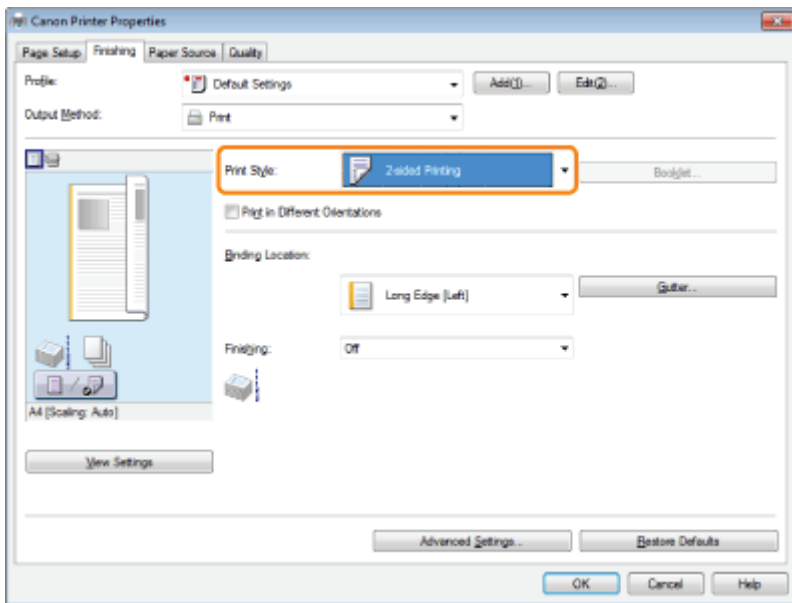 Canon Printer Properties
Page Setup Finishing Paper Source Quality
Profile: Default Settings Add(1)... Edit(2)...
Output Method: Print
Print Style: 2-sided Printing Booklet...
Print in Different Orientations
Binding Location:
Long Edge [Left] Gutter...
Finishing: Off
A4 [Scaling: Auto]
View Settings
Advanced Settings... Restore Defaults
OK Cancel Help